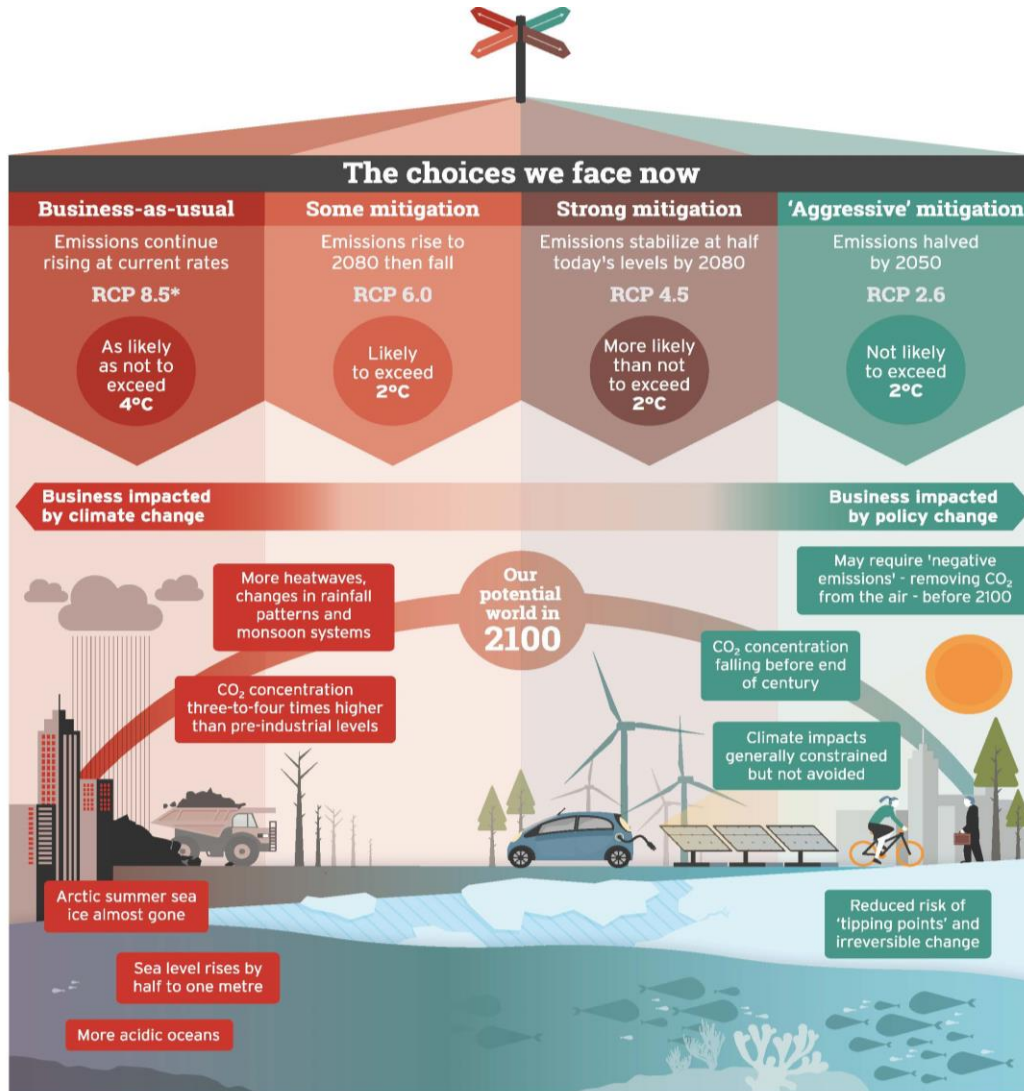 The choices we face now
Business-as-usual
Emissions continue
rising at current rates
RCP 8.5*
As likely
as not to
exceed
4°C
Some mitigation
Emissions rise to
2080 then fall
RCP 6.0
Likely
to exceed
2°C
Strong mitigation
Emissions stabilize at half
today's levels by 2080
RCP 4.5
More likely
than not
to exceed
2°C
'Aggressive' mitigation
Emissions halved
by 2050
RCP 2.6
Not likely
to exceed
2°C
Business impacted
by climate change
Business impacted
by policy change
Our
potential
world in
2100
More heatwaves,
changes in rainfall
patterns and
monsoon systems
CO₂ concentration
three-to-four times higher
than pre-industrial levels
Arctic summer sea
ice almost gone
Sea level rises by
half to one metre
More acidic oceans
May require 'negative
emissions' - removing CO₂
from the air - before 2100
CO₂ concentration
falling before end
of century
Climate impacts
generally constrained
but not avoided
Reduced risk of
'tipping points' and
irreversible change